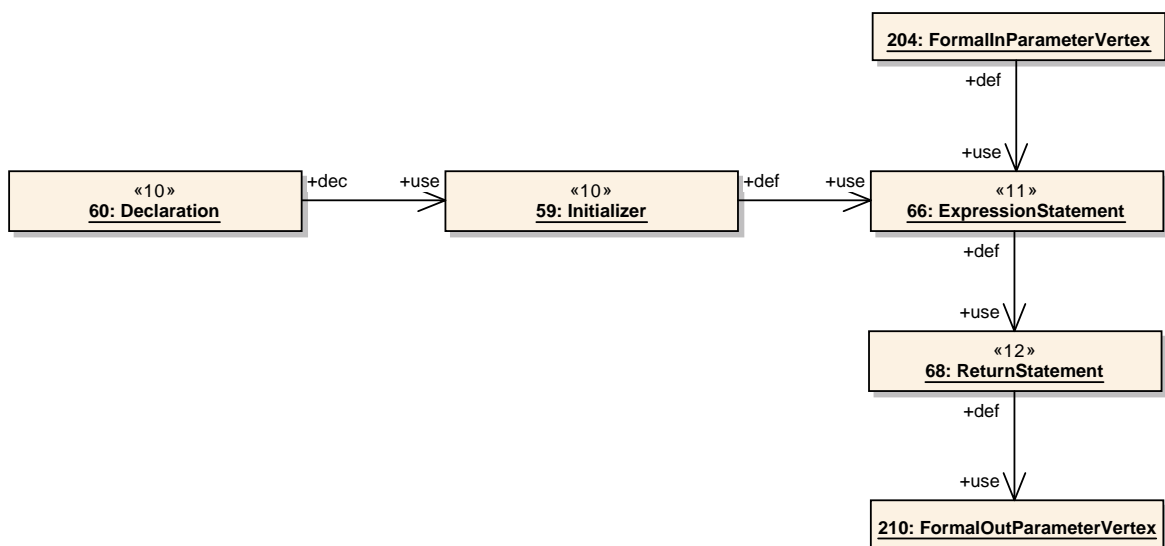 204: FormalInParameterVertex
+def
+use
«10»
60: Declaration
+dec
+use
«10»
59: Initializer
+def
+use
«11»
66: ExpressionStatement
+def
+use
«12»
68: ReturnStatement
+def
+use
210: FormalOutParameterVertex